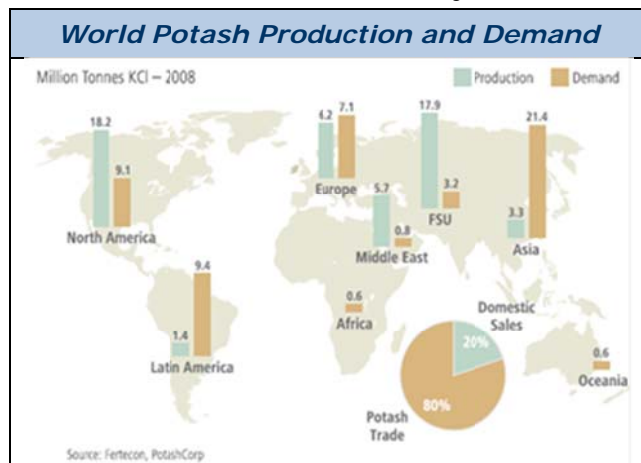 World Potash Production and Demand
Million Tonnes KCl – 2008
Production Demand
18.2
9.1
North America
6.2
7.1
Europe
17.9
3.2
FSU
21.4
3.3
Asia
5.7
0.8
Middle East
9.4
1.4
Latin America
0.6
Africa
0.6
Oceania
Domestic
Sales
20%
80%
Potash
Trade
Source: Fertecon, PotashCorp